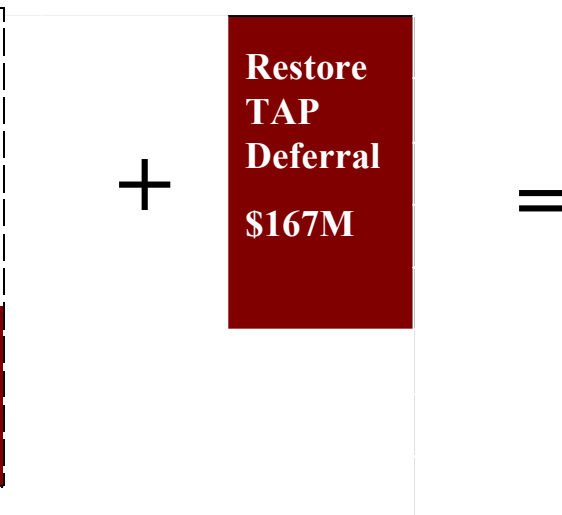 +
Restore
TAP
Deferral
$167M
=